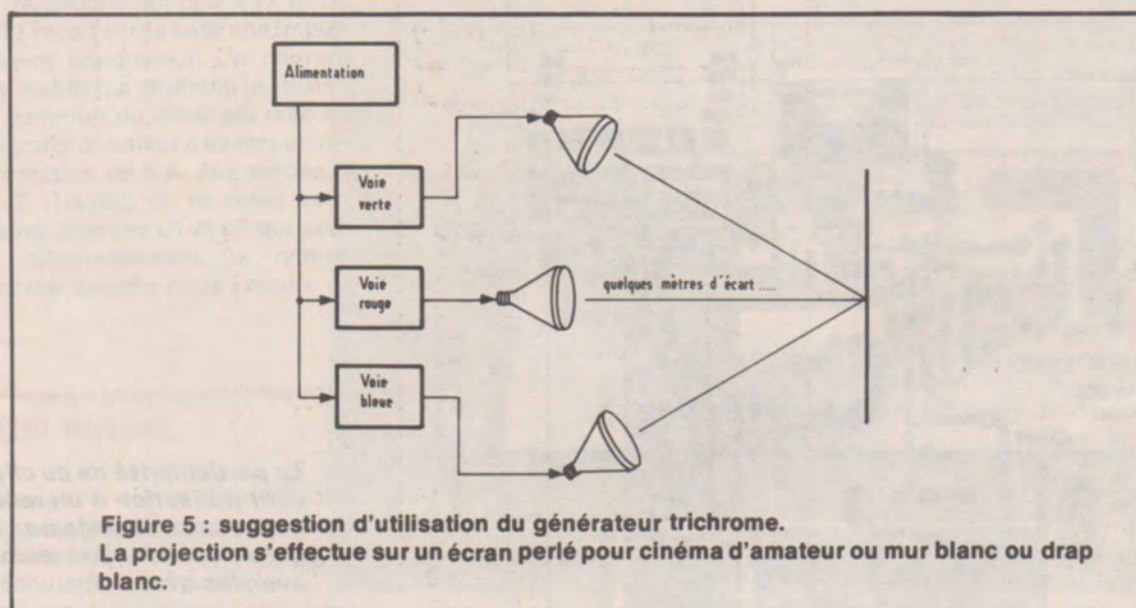 Alimentation
Voie
verte
Voie
rouge
quelques mètres d'écart ....
Voie
bleue
Figure 5 : suggestion d'utilisation du générateur trichrome.
La projection s'effectue sur un écran perlé pour cinéma d'amateur ou mur blanc ou drap
blanc.